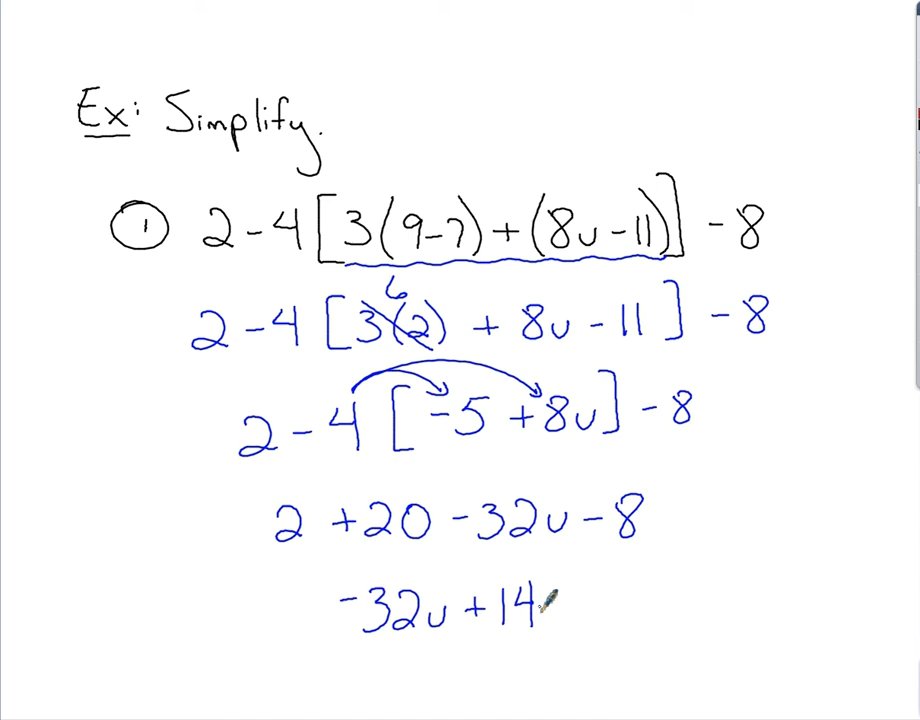 Ex: Simplify.
① 2 - 4[3(9-7) + (8u - 11)] - 8
6
2 - 4[3(2) + 8u - 11] - 8
2 - 4[-5 + 8u] - 8
2 + 20 - 32u - 8
-32u + 14